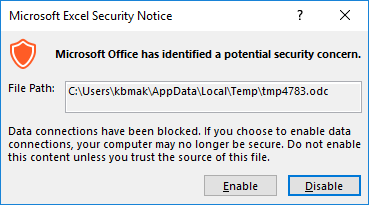 Microsoft Excel Security Notice
Microsoft Office has identified a potential security concern.
File Path: C:\Users\kbmak\AppData\Local\Temp\tmp4783.odc
Data connections have been blocked. If you choose to enable data
connections, your computer may no longer be secure. Do not enable
this content unless you trust the source of this file.
Enable Disable